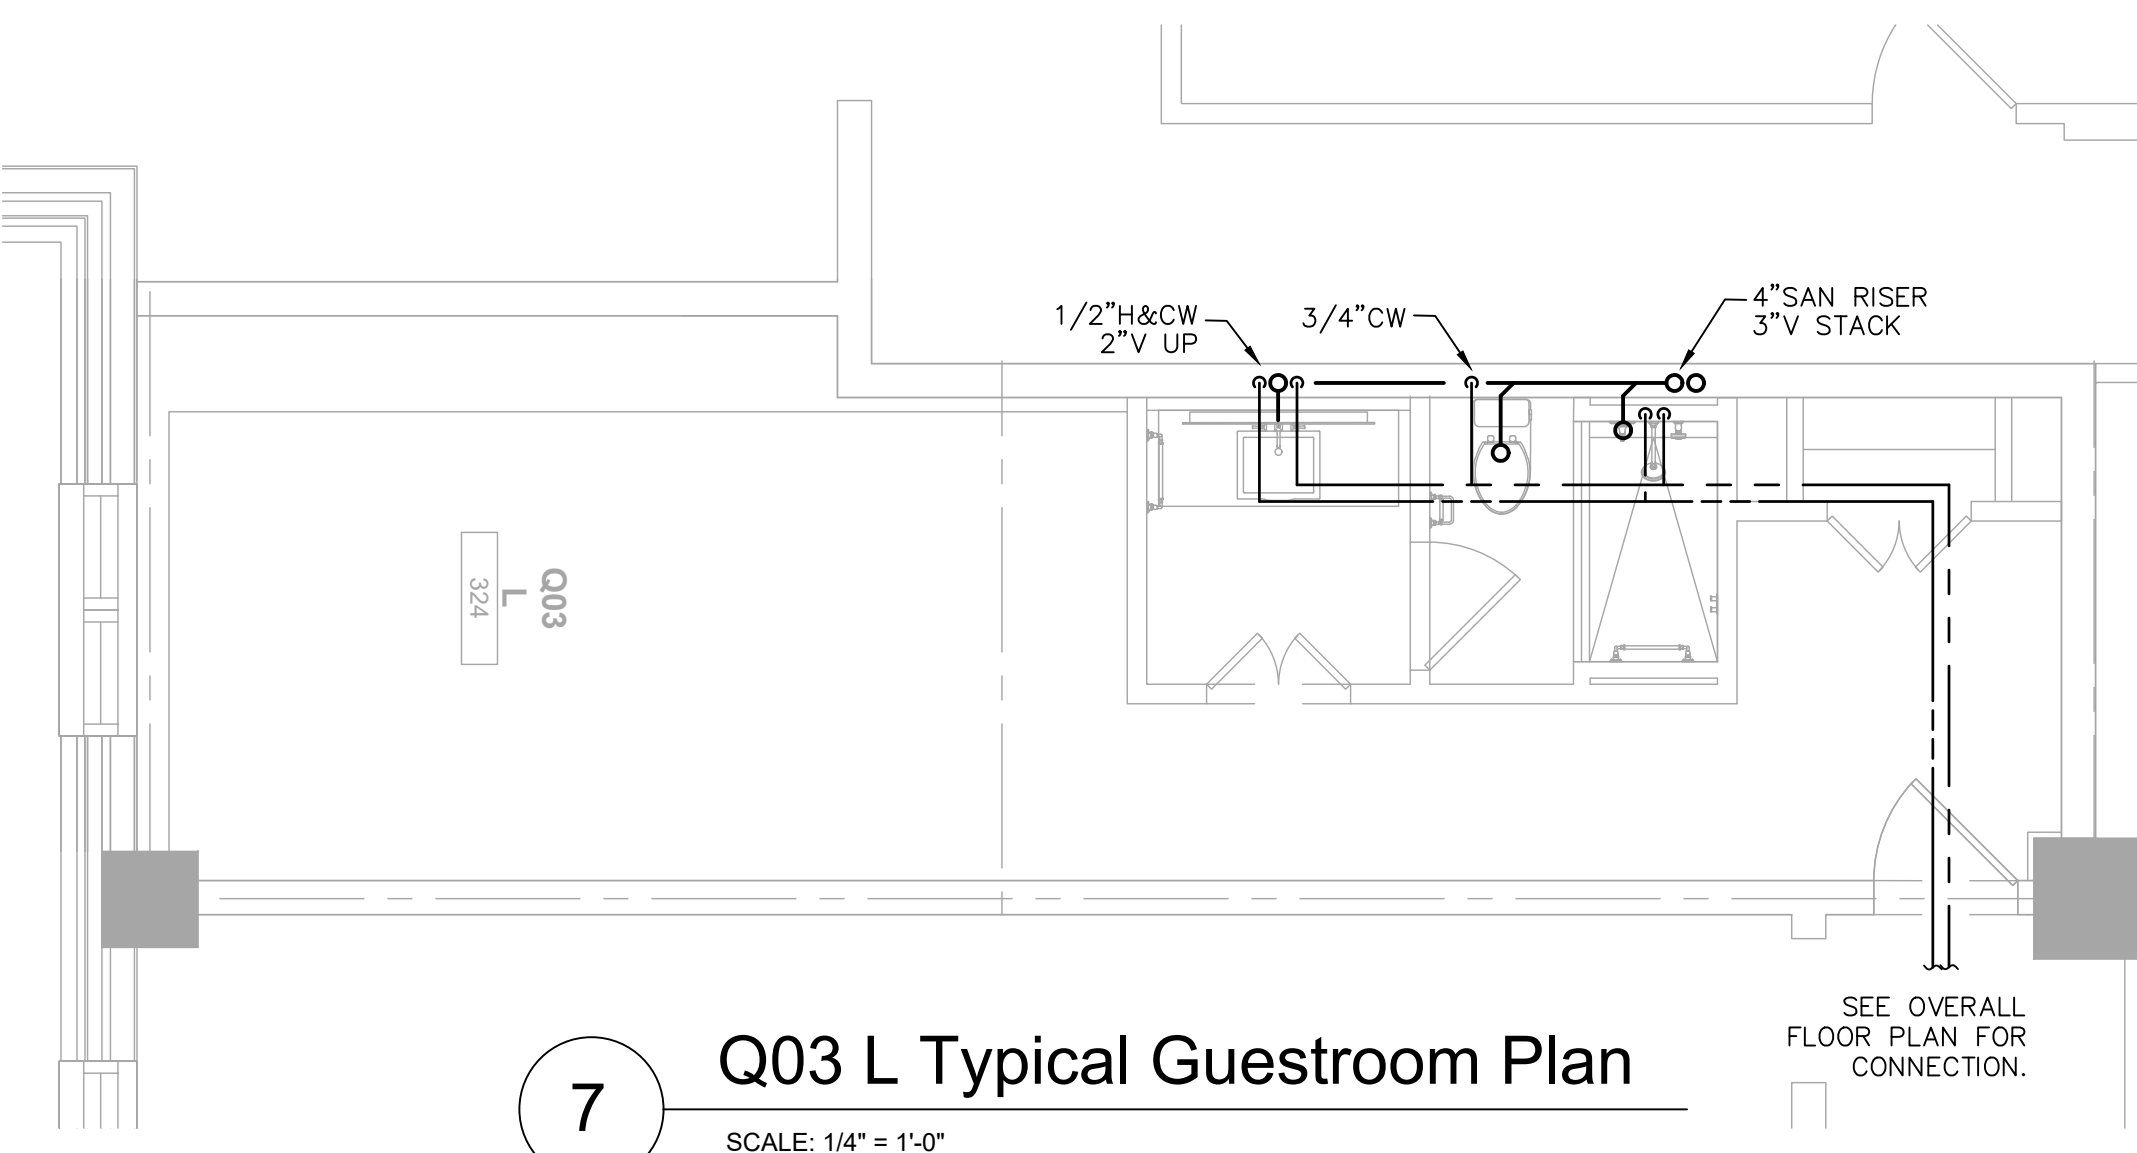 1/2"H&CW
2"V UP
3/4"CW
4"SAN RISER
3"V STACK
Q03
L
324
SEE OVERALL
FLOOR PLAN FOR
CONNECTION.
7
Q03 L Typical Guestroom Plan
SCALE: 1/4" = 1'-0"